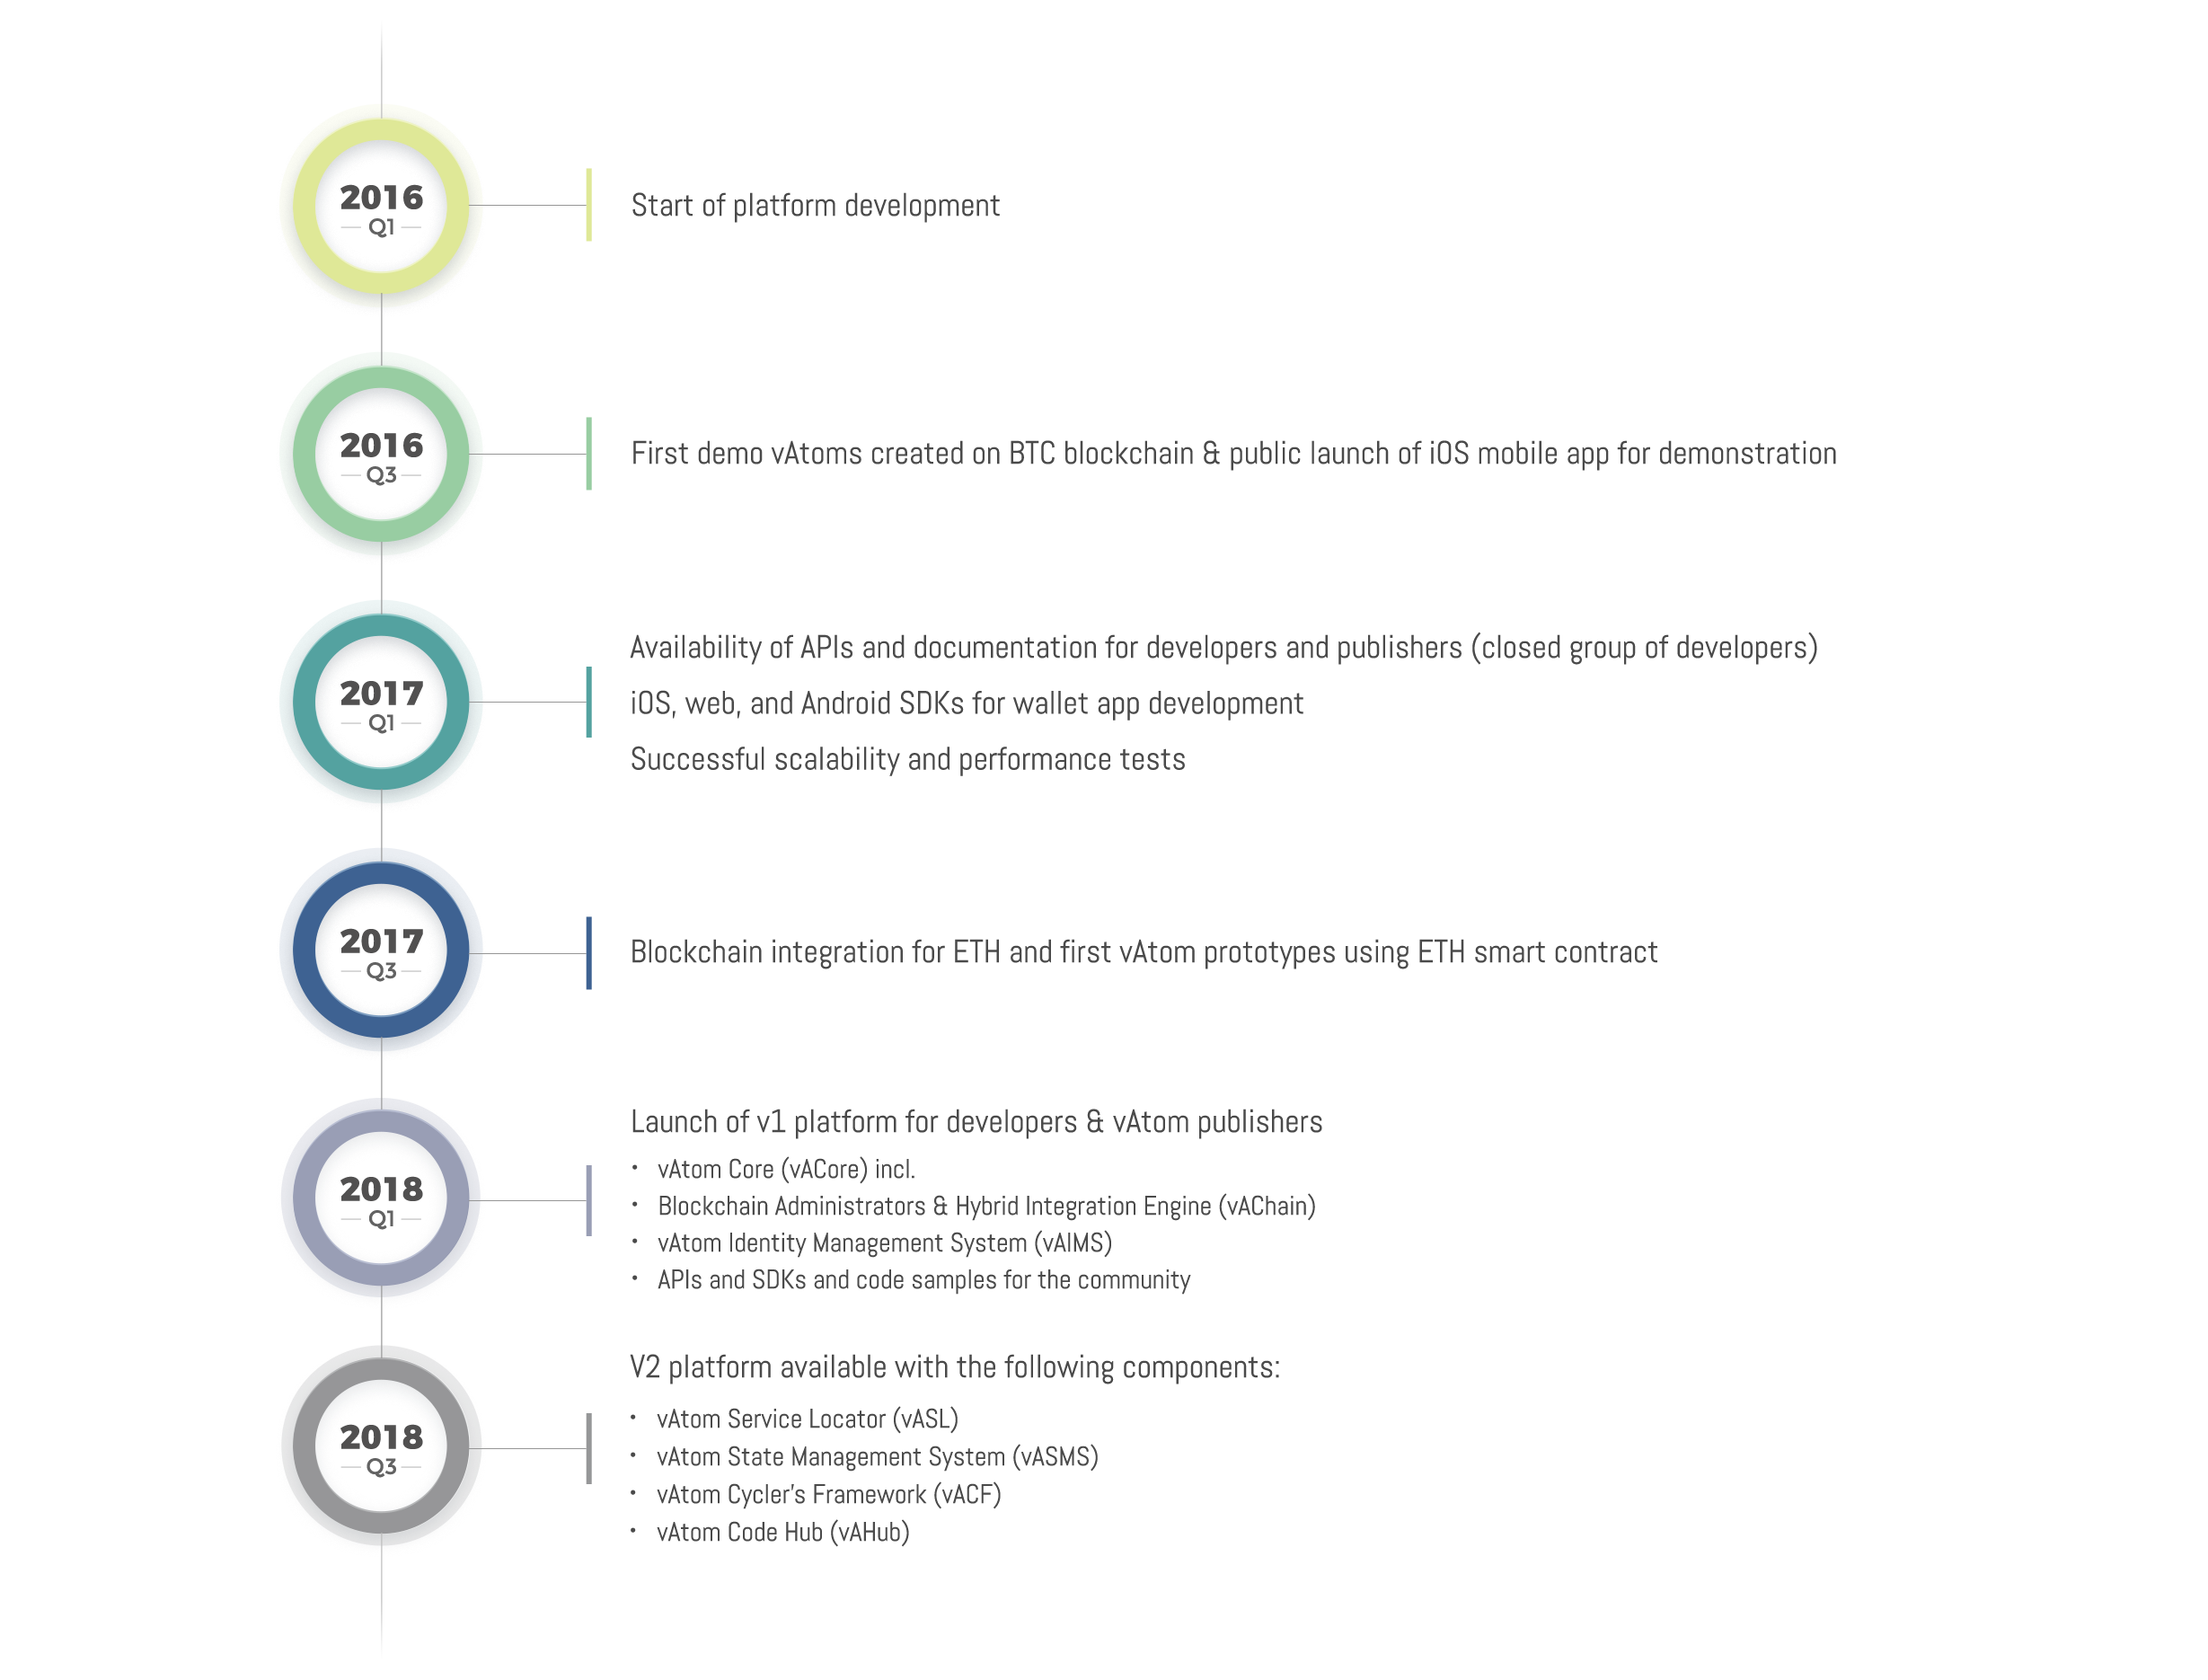 2016
Q1
Start of platform development
2016
Q3
First demo vAtoms created on BTC blockchain & public launch of iOS mobile app for demonstration
2017
Q1
Availability of APIs and documentation for developers and publishers (closed group of developers)
iOS, web, and Android SDKs for wallet app development
Successful scalability and performance tests
2017
Q3
Blockchain integration for ETH and first vAtom prototypes using ETH smart contract
2018
Q1
Launch of v1 platform for developers & vAtom publishers
• vAtom Core (vACore) incl.
• Blockchain Administrators & Hybrid Integration Engine (vAChain)
• vAtom Identity Management System (vAIMS)
• APIs and SDKs and code samples for the community
2018
Q3
V2 platform available with the following components:
• vAtom Service Locator (vASL)
• vAtom State Management System (vASMS)
• vAtom Cycler's Framework (vACF)
• vAtom Code Hub (vAHub)